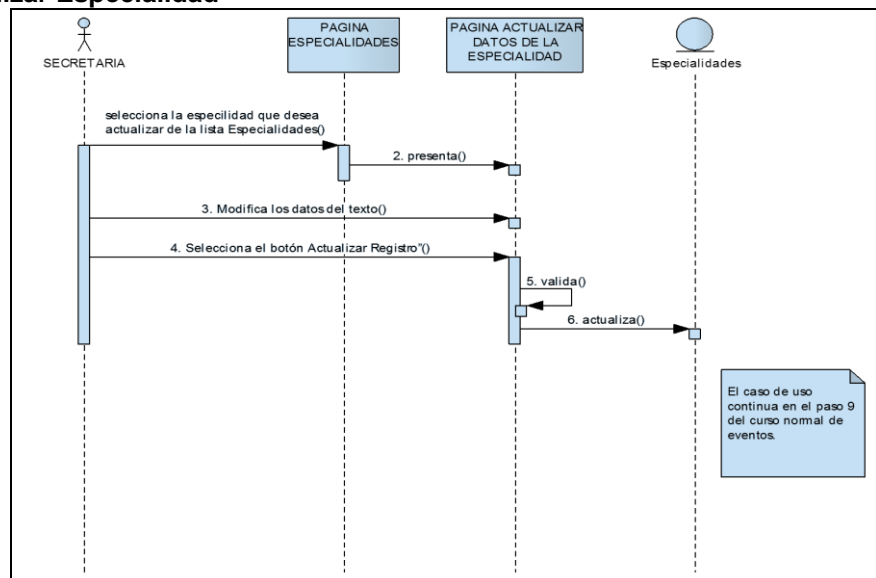 izar Especialidad
SECRETARIA
PAGINA
ESPECIALIDADES
PAGINA ACTUALIZAR
DATOS DE LA
ESPECIALIDAD
Especialidades
selecciona la especilidad que desea
actualizar de la lista Especialidades()
2. presenta()
3. Modifica los datos del texto()
4. Selecciona el botón Actualizar Registro"()
5. valida()
6. actualiza()
El caso de uso
continua en el paso 9
del curso normal de
eventos.